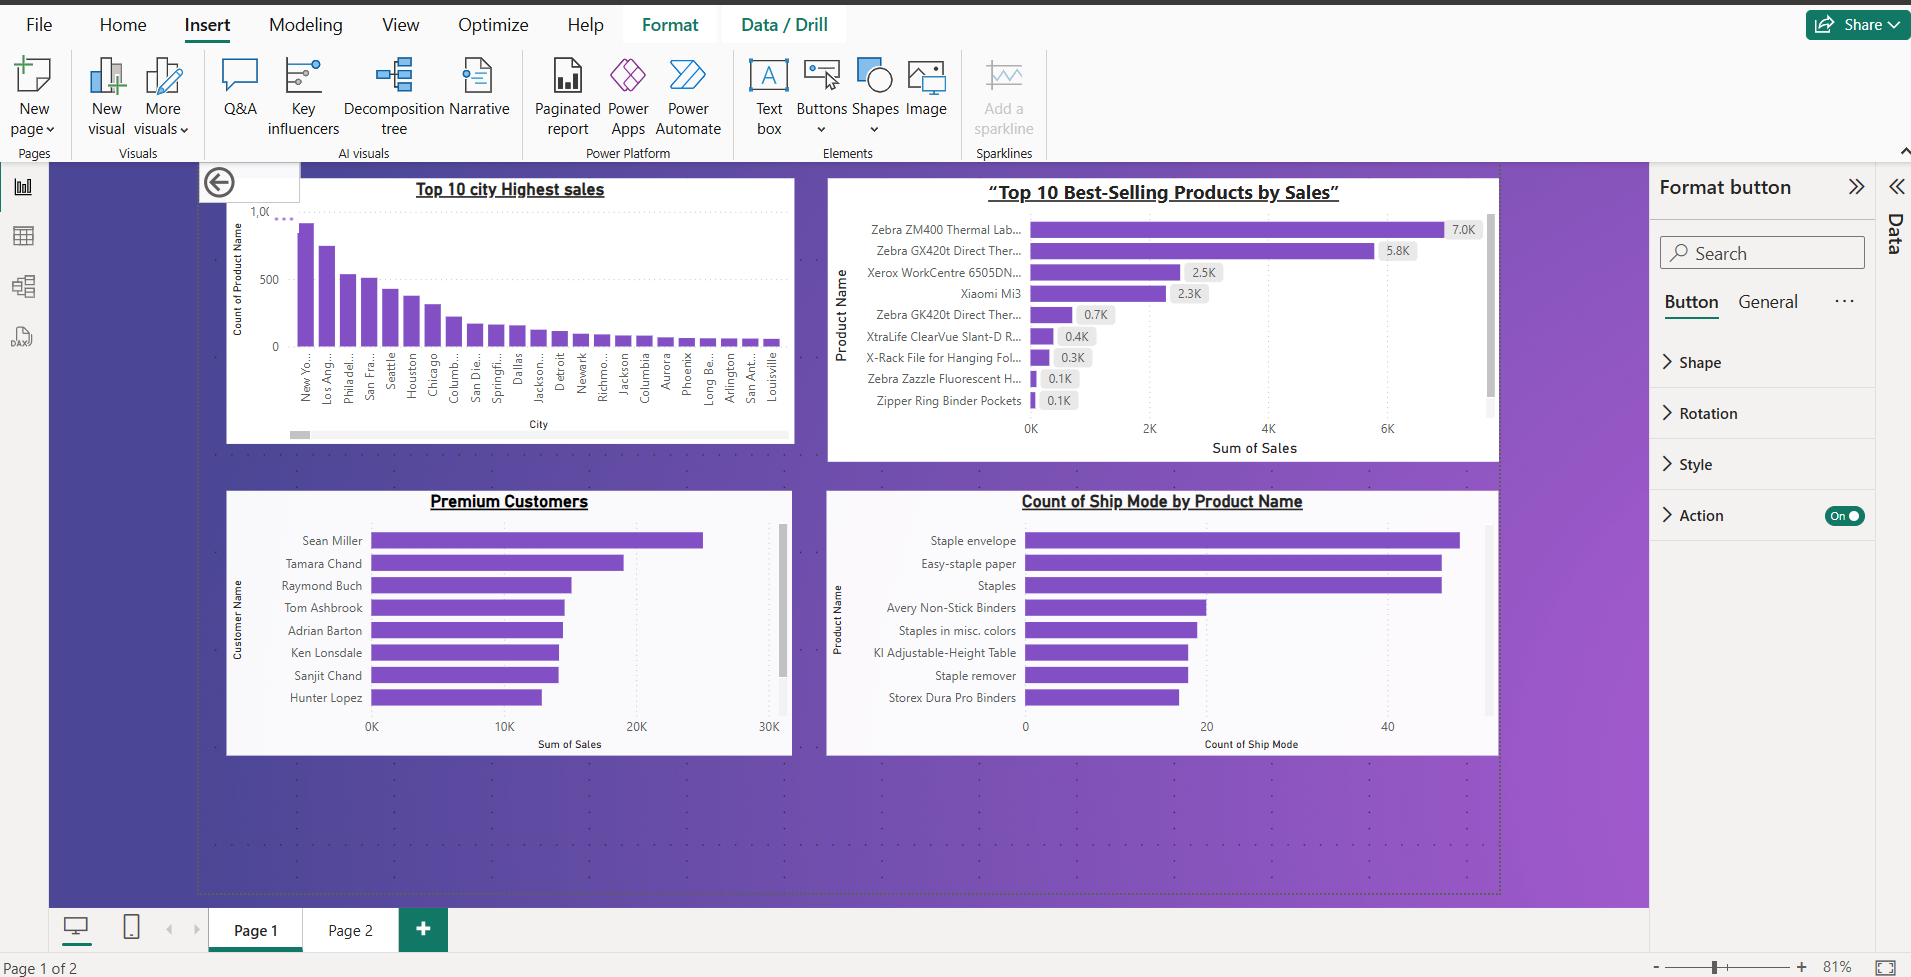 File Home Insert Modeling View Optimize Help Format Data / Drill Share
New page New visual More visuals Q&A Key influencers Decomposition tree Narrative Paginated report Power Apps Power Automate Text box Buttons Shapes Image Add a sparkline
Pages Visuals AI visuals Power Platform Elements Sparklines
Top 10 city Highest sales
Count of Product Name
1,00
500
0
New Yo...
Los Ang...
Philadel...
San Fra...
Seattle
Houston
Chicago
Columb...
San Die...
Springfi...
Dallas
Jackson...
Detroit
Newark
Richmo...
Jackson
Columbia
Aurora
Phoenix
Long Be...
Arlington
San Ant...
Louisville
City
“Top 10 Best-Selling Products by Sales”
Product Name
Zebra ZM400 Thermal Lab... 7.0K
Zebra GX420t Direct Ther... 5.8K
Xerox WorkCentre 6505DN... 2.5K
Xiaomi Mi3 2.3K
Zebra GK420t Direct Ther... 0.7K
XtraLife ClearVue Slant-D R... 0.4K
X-Rack File for Hanging Fol... 0.3K
Zebra Zazzle Fluorescent H... 0.1K
Zipper Ring Binder Pockets 0.1K
0K 2K 4K 6K
Sum of Sales
Premium Customers
Customer Name
Sean Miller
Tamara Chand
Raymond Buch
Tom Ashbrook
Adrian Barton
Ken Lonsdale
Sanjit Chand
Hunter Lopez
0K 10K 20K 30K
Sum of Sales
Count of Ship Mode by Product Name
Product Name
Staple envelope
Easy-staple paper
Staples
Avery Non-Stick Binders
Staples in misc. colors
KI Adjustable-Height Table
Staple remover
Storex Dura Pro Binders
0 20 40
Count of Ship Mode
Format button
Search
Button General ...
Shape
Rotation
Style
Action On
Data
DAX
Page 1 Page 2 +
Page 1 of 2 - + 81%